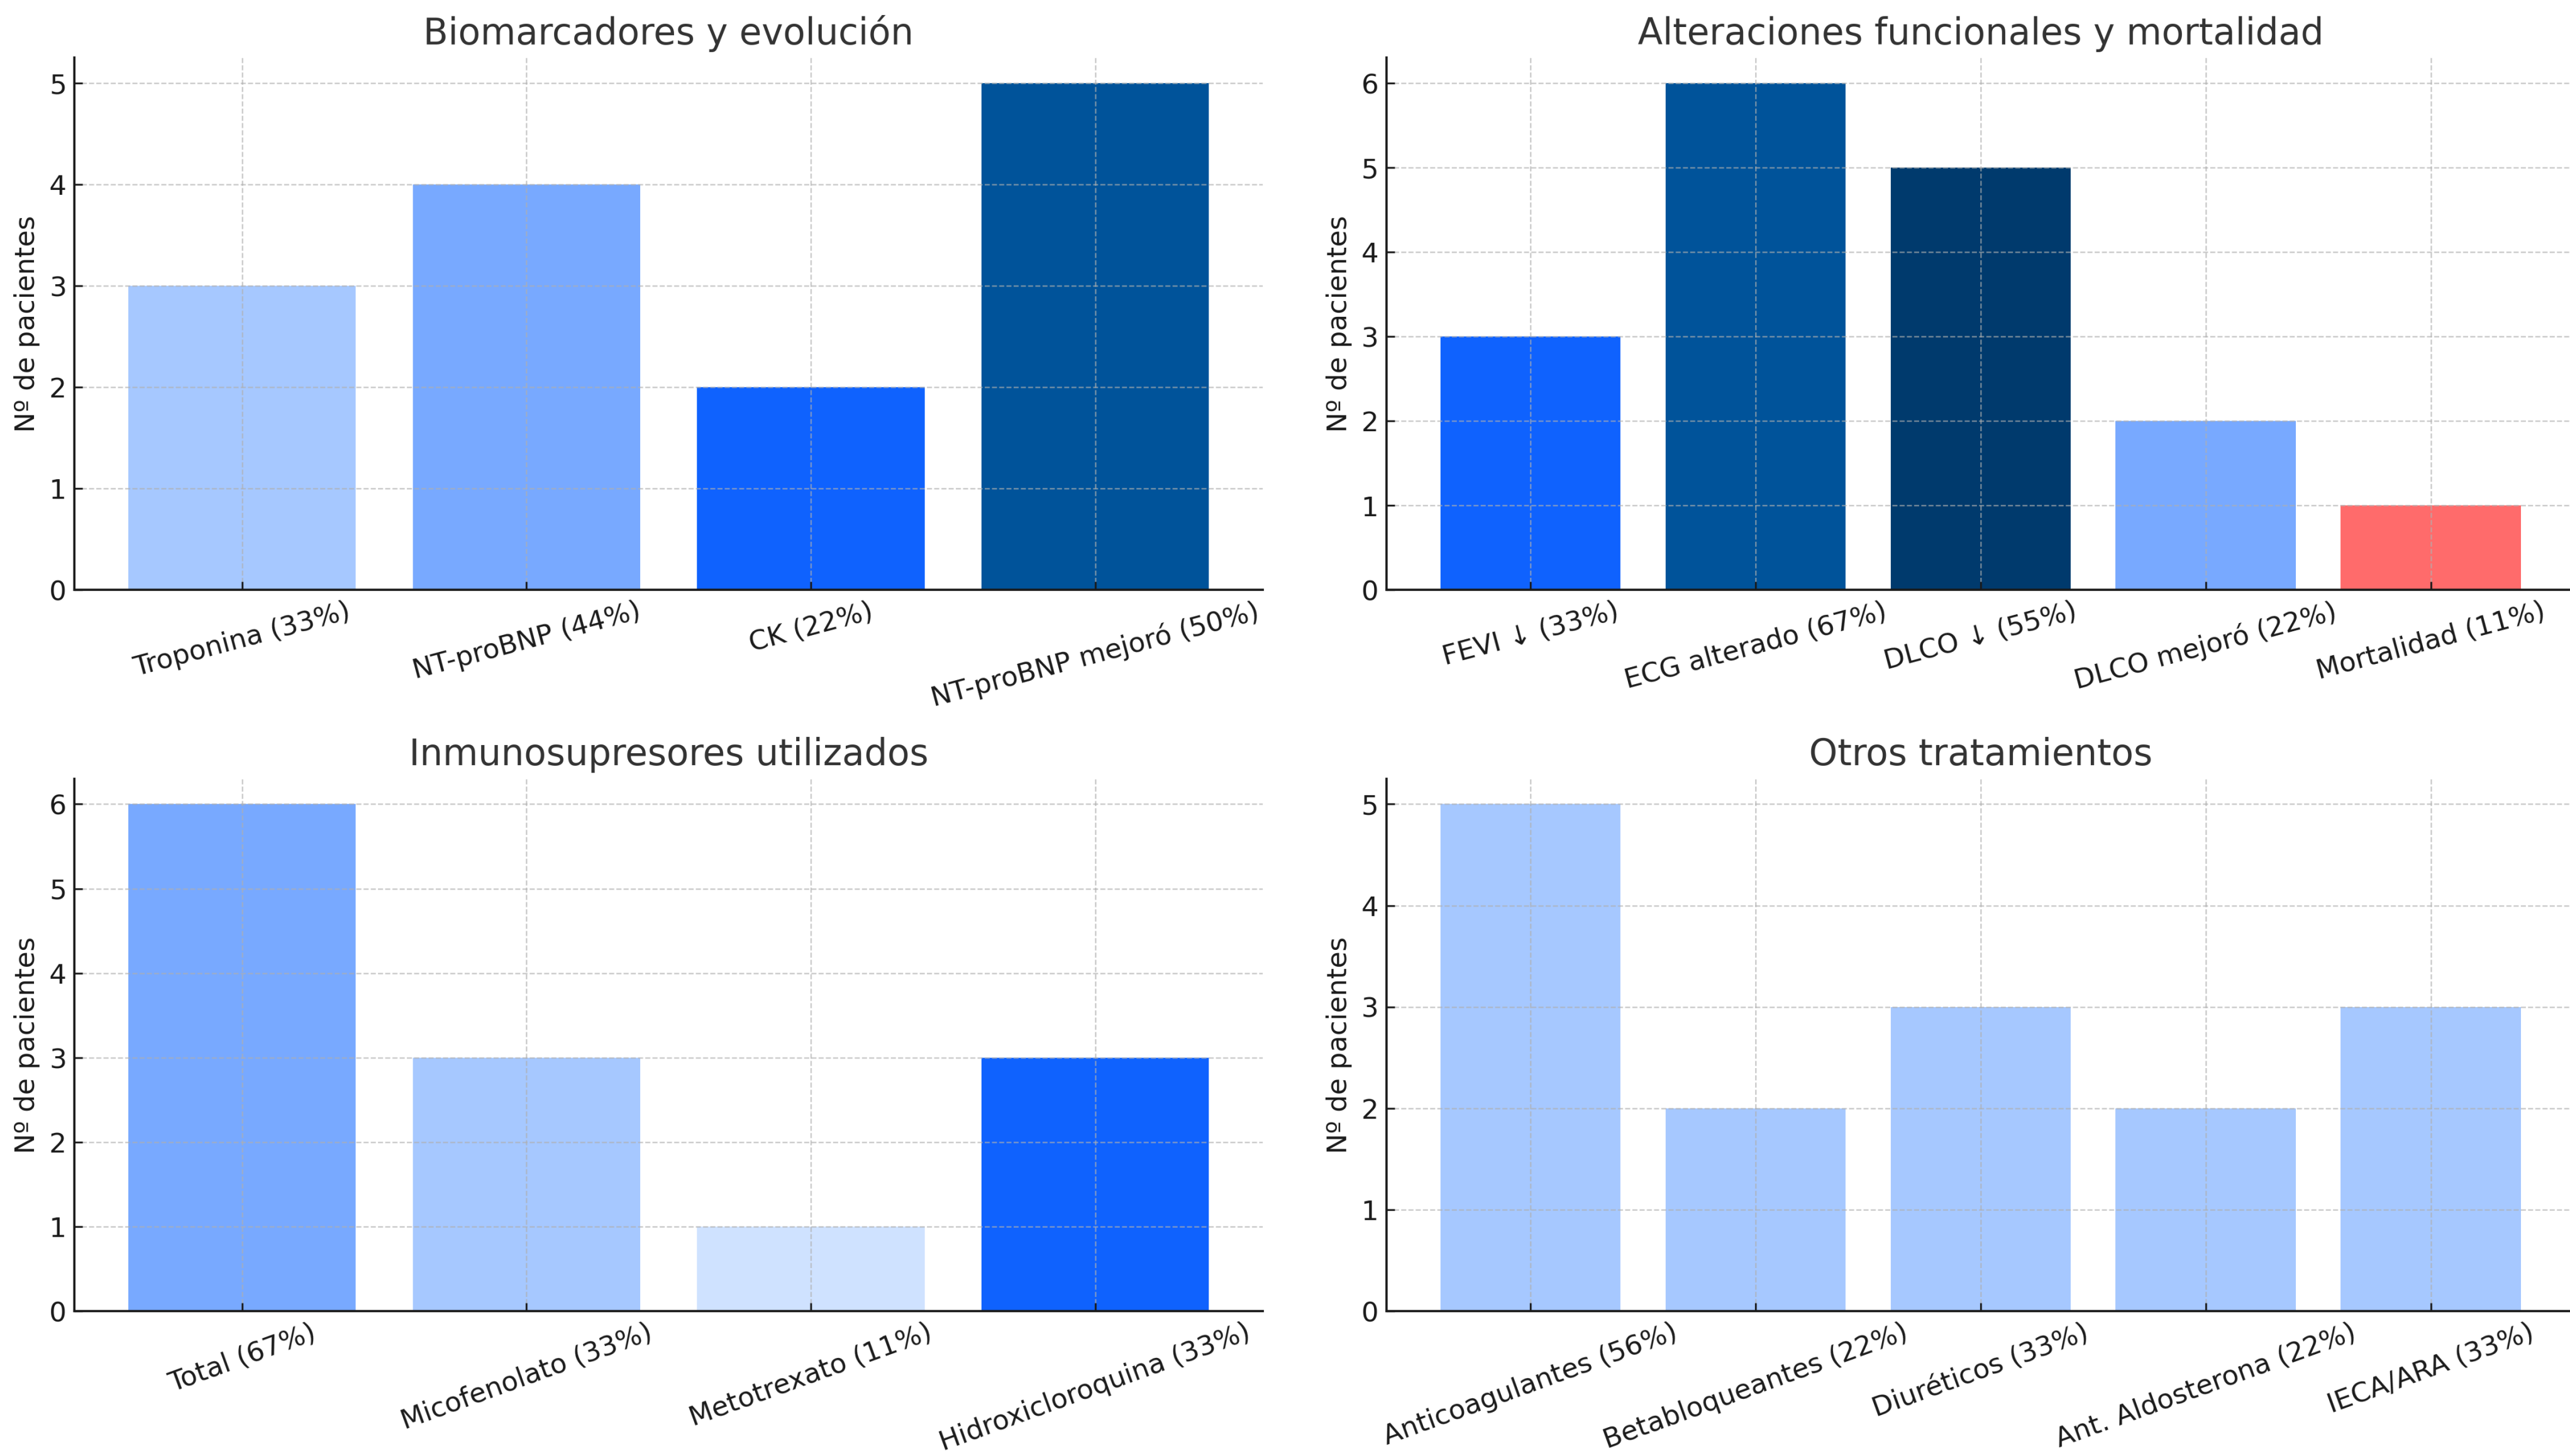 Biomarcadores y evolución
Nº de pacientes
5
4
3
2
1
0
Troponina (33%)
NT-proBNP (44%)
CK (22%)
NT-proBNP mejoró (50%)
Alteraciones funcionales y mortalidad
Nº de pacientes
6
5
4
3
2
1
0
FEVI ↓ (33%)
ECG alterado (67%)
DLCO ↓ (55%)
DLCO mejoró (22%)
Mortalidad (11%)
Inmunosupresores utilizados
Nº de pacientes
6
5
4
3
2
1
0
Total (67%)
Micofenolato (33%)
Metotrexato (11%)
Hidroxicloroquina (33%)
Otros tratamientos
Nº de pacientes
5
4
3
2
1
0
Anticoagulantes (56%)
Betabloqueantes (22%)
Diuréticos (33%)
Ant. Aldosterona (22%)
IECA/ARA (33%)